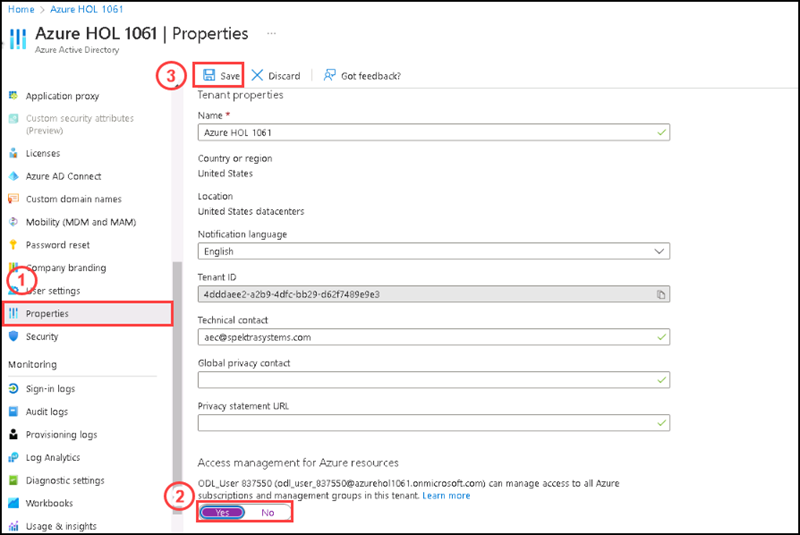 Home > Azure HOL 1061
Azure HOL 1061 | Properties ...
Azure Active Directory
3
Save
Discard
Got feedback?
Application proxy
Custom security attributes
(Preview)
Licenses
Azure AD Connect
Custom domain names
Mobility (MDM and MAM)
Password reset
Company branding
1
User settings
Properties
Security
Monitoring
Sign-in logs
Audit logs
Provisioning logs
Log Analytics
Diagnostic settings
Workbooks
Usage & insights
Tenant properties
Name *
Azure HOL 1061
Country or region
United States
Location
United States datacenters
Notification language
English
Tenant ID
4dddaee2-a2b9-4dfc-bb29-d62f7489e9e3
Technical contact
aec@spektrasystems.com
Global privacy contact
Privacy statement URL
Access management for Azure resources
ODL_User 837550 (odl_user_837550@azurehol1061.onmicrosoft.com) can manage access to all Azure
subscriptions and management groups in this tenant. Learn more
2
Yes No